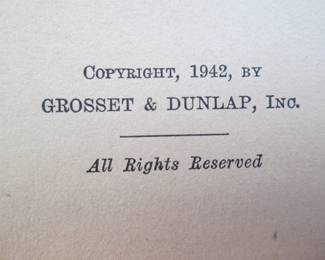 Copyright, 1942, by
GROSSET & DUNLAP, Inc.
All Rights Reserved